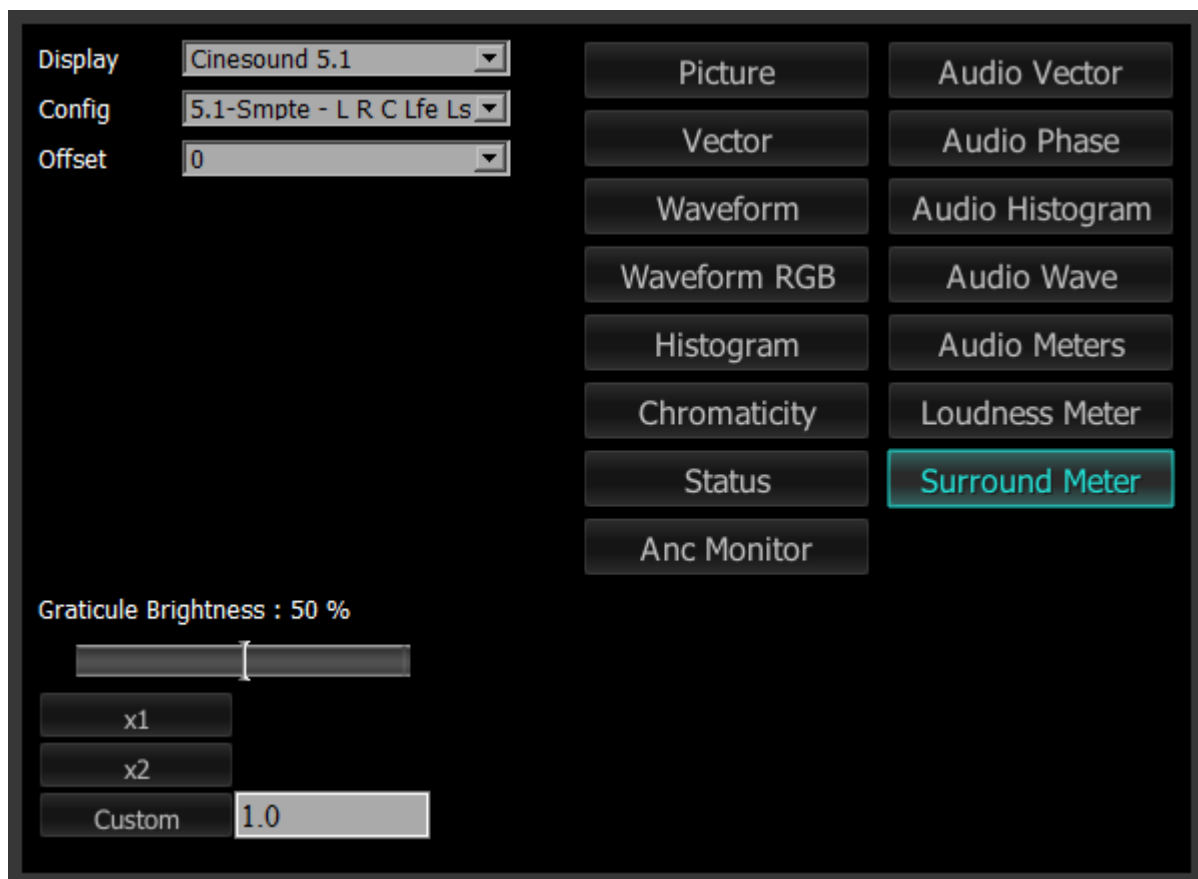 Display Cinesound 5.1
Config 5.1-Smpte - L R C Lfe Ls
Offset 0
Picture Audio Vector
Vector Audio Phase
Waveform Audio Histogram
Waveform RGB Audio Wave
Histogram Audio Meters
Chromaticity Loudness Meter
Status Surround Meter
Anc Monitor
Graticule Brightness : 50 %
x1
x2
Custom 1.0